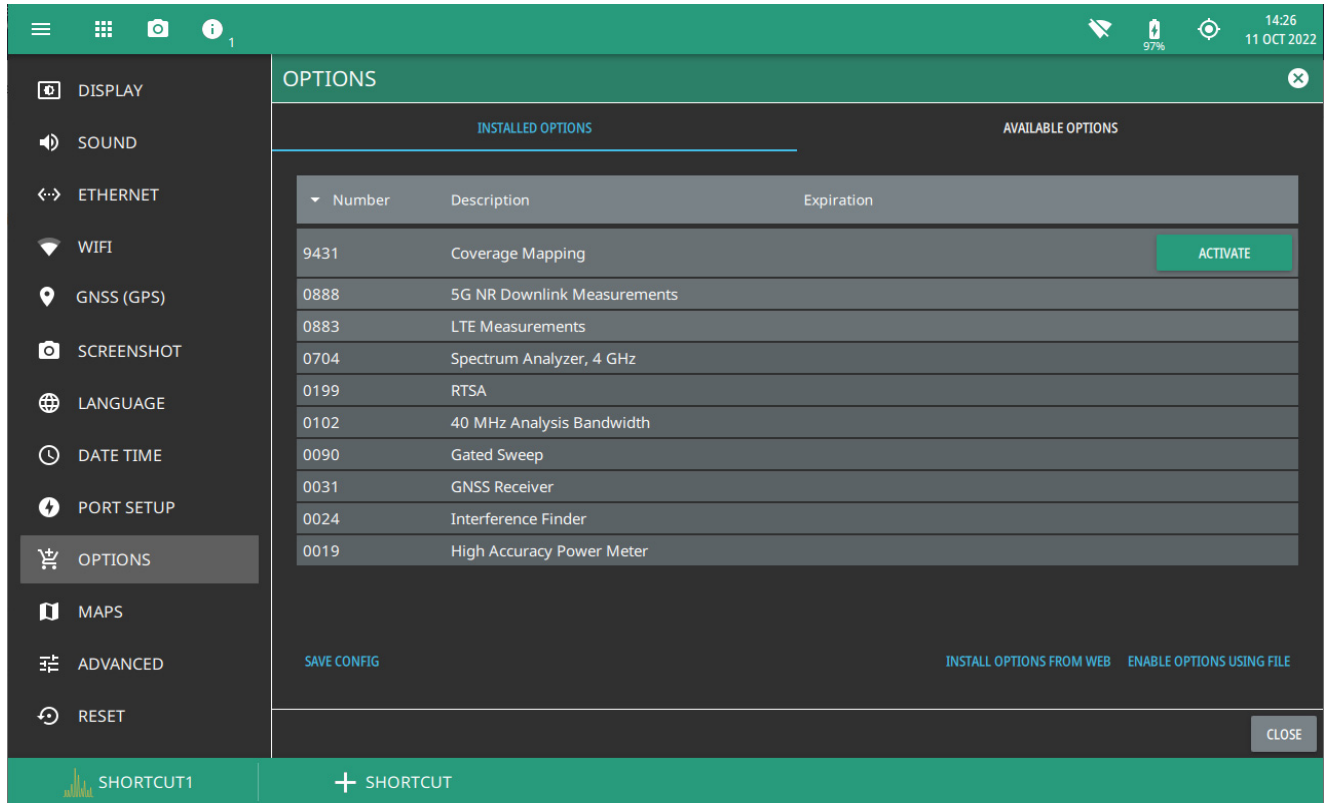 1
97%
14:26
11 OCT 2022
DISPLAY
SOUND
ETHERNET
WIFI
GNSS (GPS)
SCREENSHOT
LANGUAGE
DATE TIME
PORT SETUP
OPTIONS
MAPS
ADVANCED
RESET
OPTIONS
INSTALLED OPTIONS AVAILABLE OPTIONS
Number Description Expiration
9431 Coverage Mapping ACTIVATE
0888 5G NR Downlink Measurements
0883 LTE Measurements
0704 Spectrum Analyzer, 4 GHz
0199 RTSA
0102 40 MHz Analysis Bandwidth
0090 Gated Sweep
0031 GNSS Receiver
0024 Interference Finder
0019 High Accuracy Power Meter
SAVE CONFIG INSTALL OPTIONS FROM WEB ENABLE OPTIONS USING FILE
CLOSE
SHORTCUT1 SHORTCUT